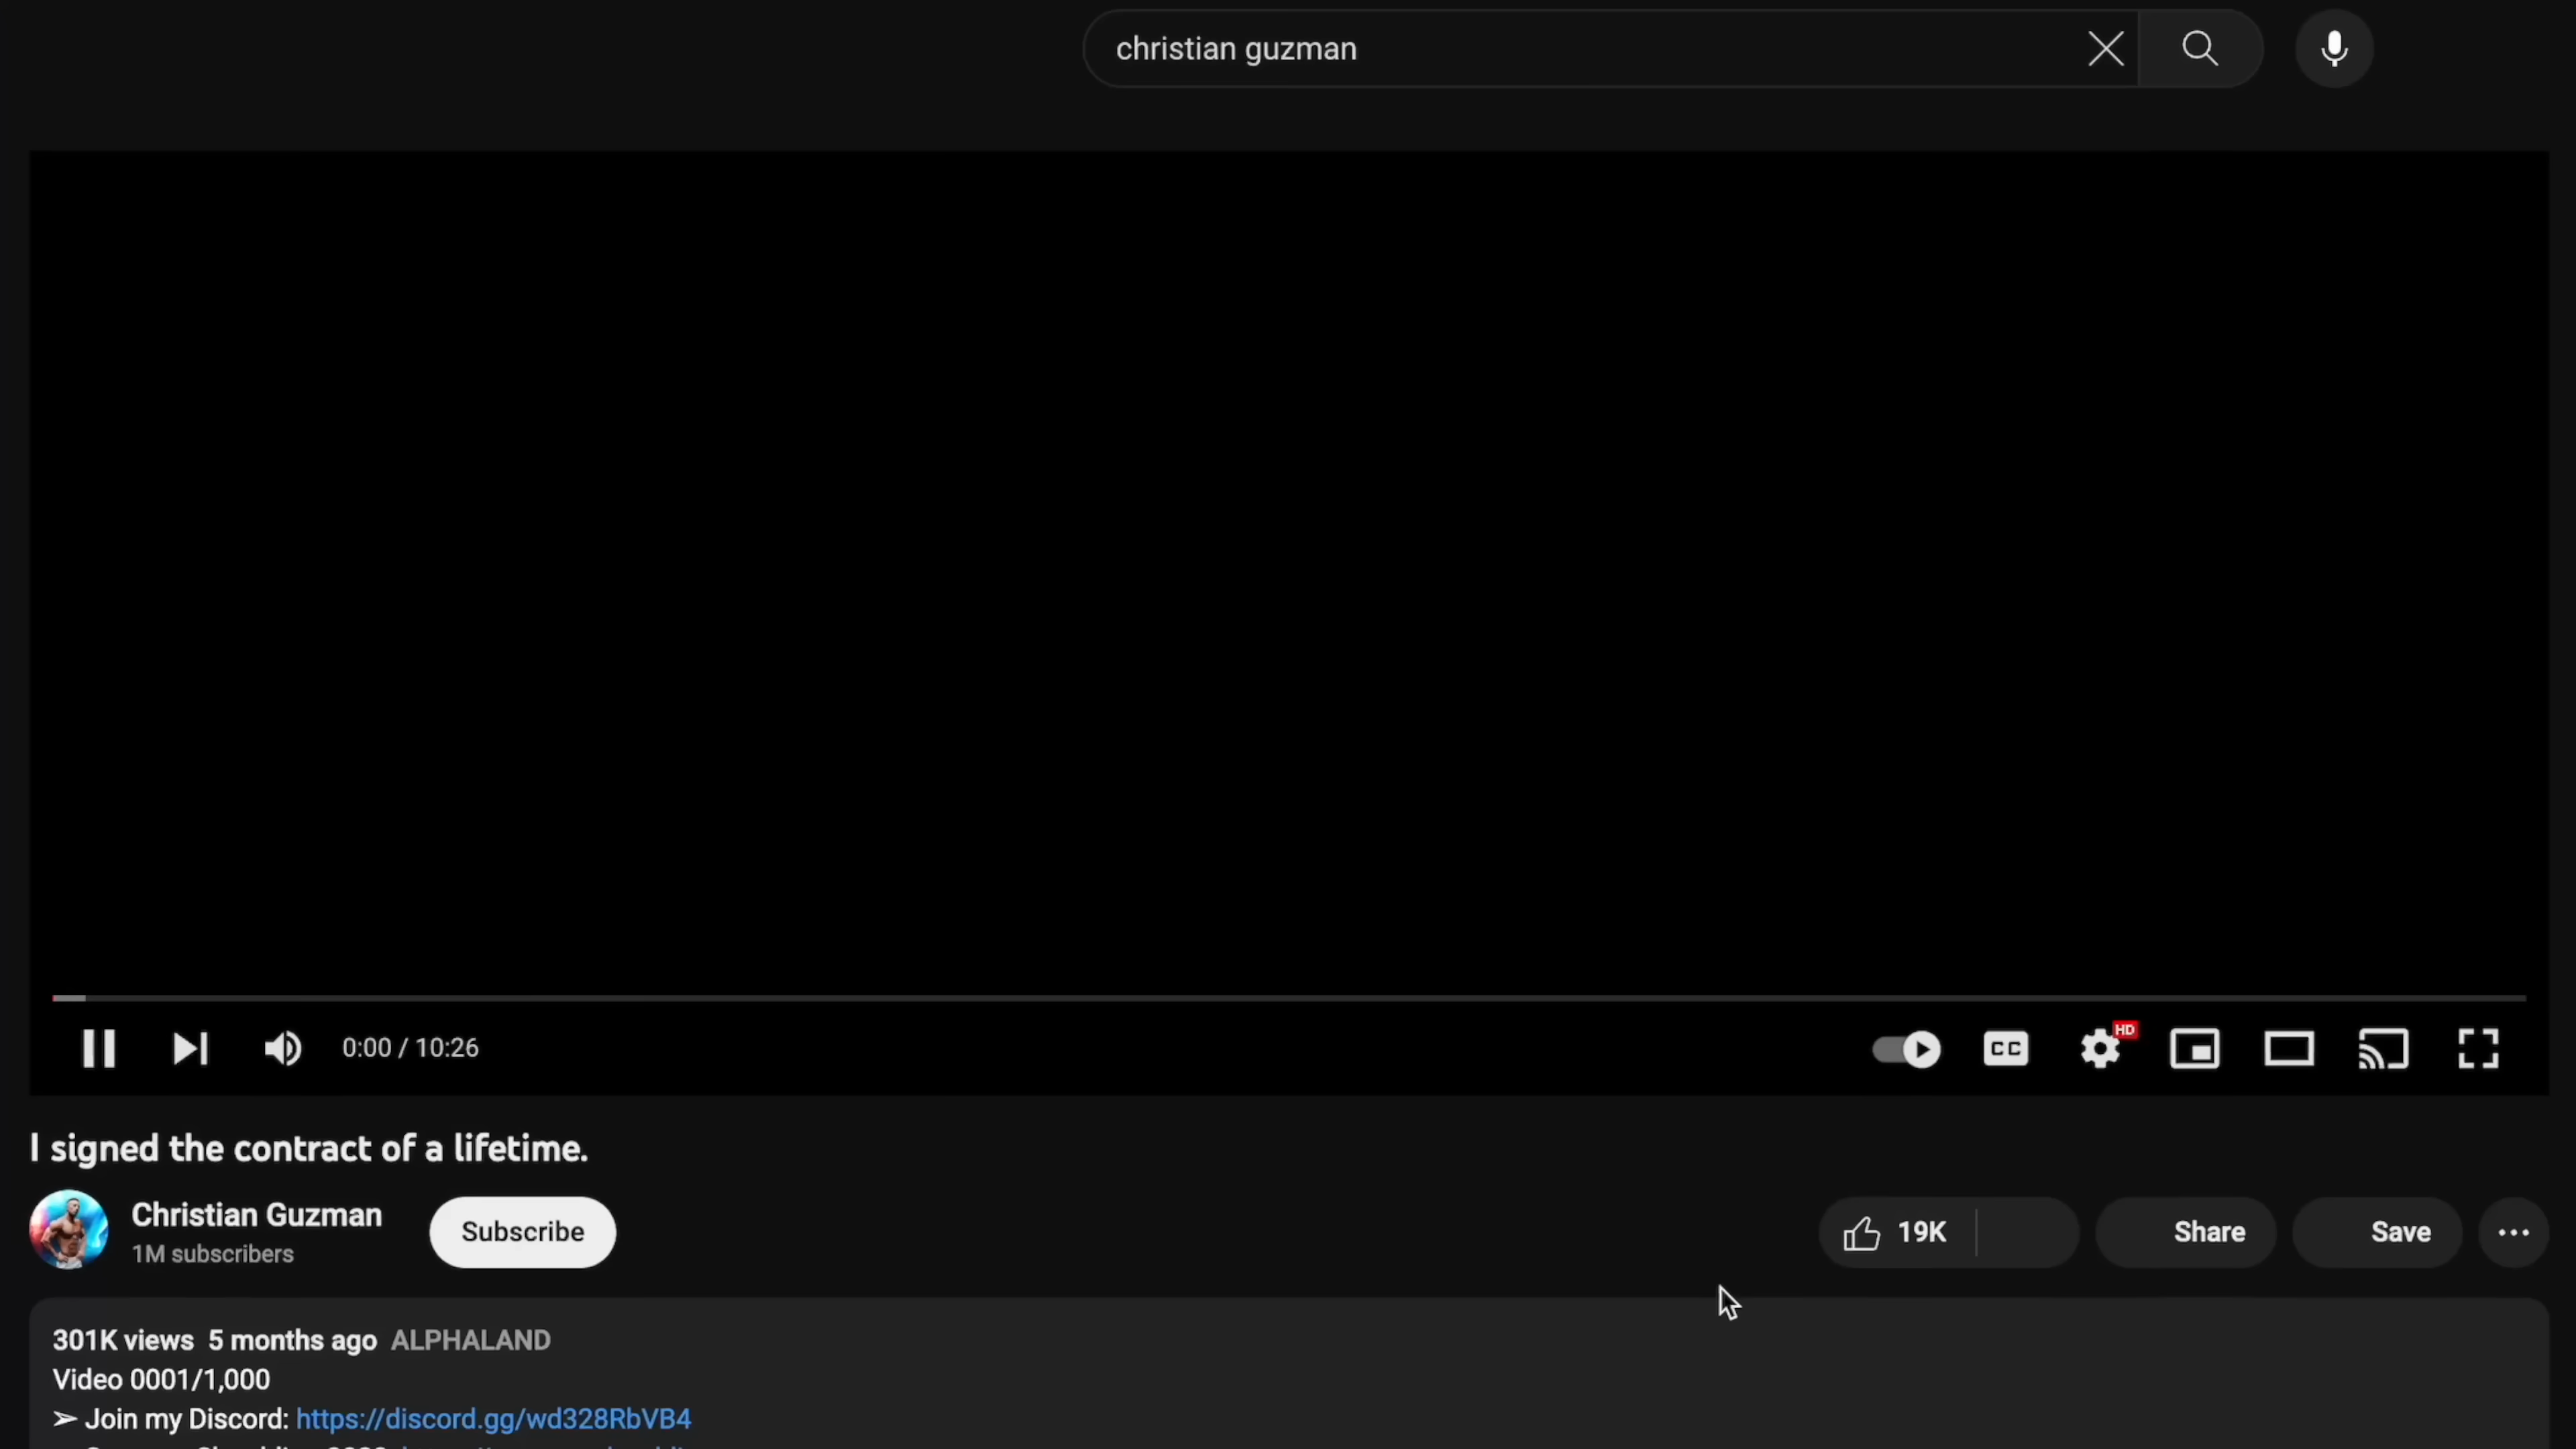 christian guzman
0:00 / 10:26
CC
HD
I signed the contract of a lifetime.
Christian Guzman
1M subscribers
Subscribe
19K
Share
Save
301K views 5 months ago ALPHALAND
Video 0001/1,000
➢ Join my Discord: https://discord.gg/wd328RbVB4